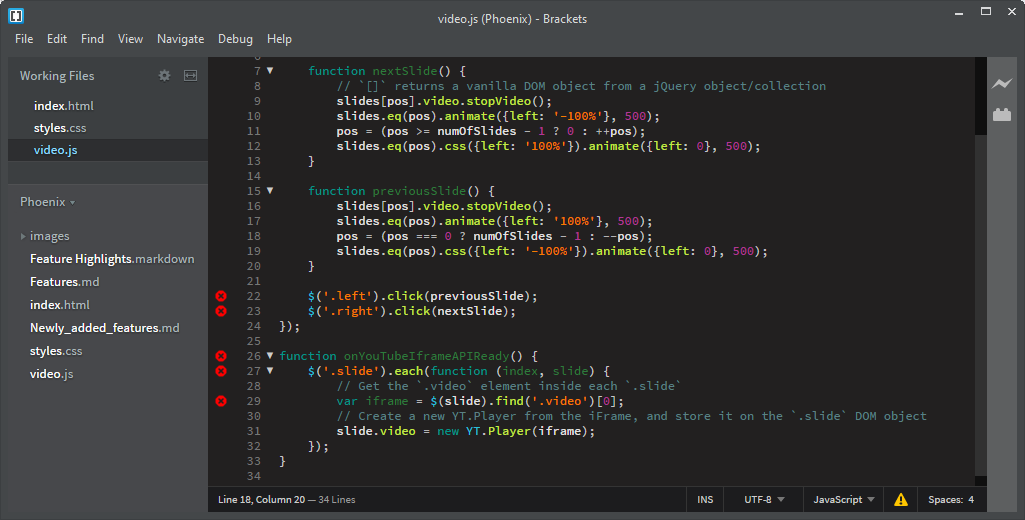 video.js (Phoenix) - Brackets
File Edit Find View Navigate Debug Help
Working Files
index.html
styles.css
video.js
Phoenix
images
Feature Highlights.markdown
Features.md
index.html
Newly_added_features.md
styles.css
video.js
7 function nextSlide() {
8 // `[]` returns a vanilla DOM object from a jQuery object/collection
9 slides[pos].video.stopVideo();
10 slides.eq(pos).animate({left: '-100%'}, 500);
11 pos = (pos >= numOfSlides - 1 ? 0 : ++pos);
12 slides.eq(pos).css({left: '100%'}).animate({left: 0}, 500);
13 }
14
15 function previousSlide() {
16 slides[pos].video.stopVideo();
17 slides.eq(pos).animate({left: '100%'}, 500);
18 pos = (pos === 0 ? numOfSlides - 1 : --pos);
19 slides.eq(pos).css({left: '-100%'}).animate({left: 0}, 500);
20 }
21
22 $('.left').click(previousSlide);
23 $('.right').click(nextSlide);
24 });
25
26 function onYouTubeIframeAPIReady() {
27 $('.slide').each(function (index, slide) {
28 // Get the `.video` element inside each `.slide`
29 var iframe = $(slide).find('.video')[0];
30 // Create a new YT.Player from the iFrame, and store it on the `.slide` DOM object
31 slide.video = new YT.Player(iframe);
32 });
33 }
34
Line 18, Column 20 — 34 Lines INS UTF-8 JavaScript Spaces: 4